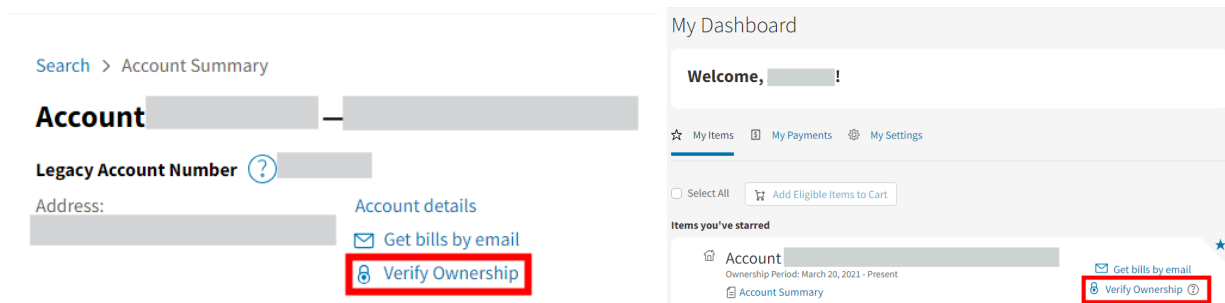 Search > Account Summary
Account —
Legacy Account Number ?
Address:
Account details
Get bills by email
Verify Ownership
My Dashboard
Welcome, !
My Items My Payments My Settings
Select All Add Eligible Items to Cart
Items you've starred
Account
Ownership Period: March 20, 2021 - Present
Account Summary
Get bills by email
Verify Ownership ?